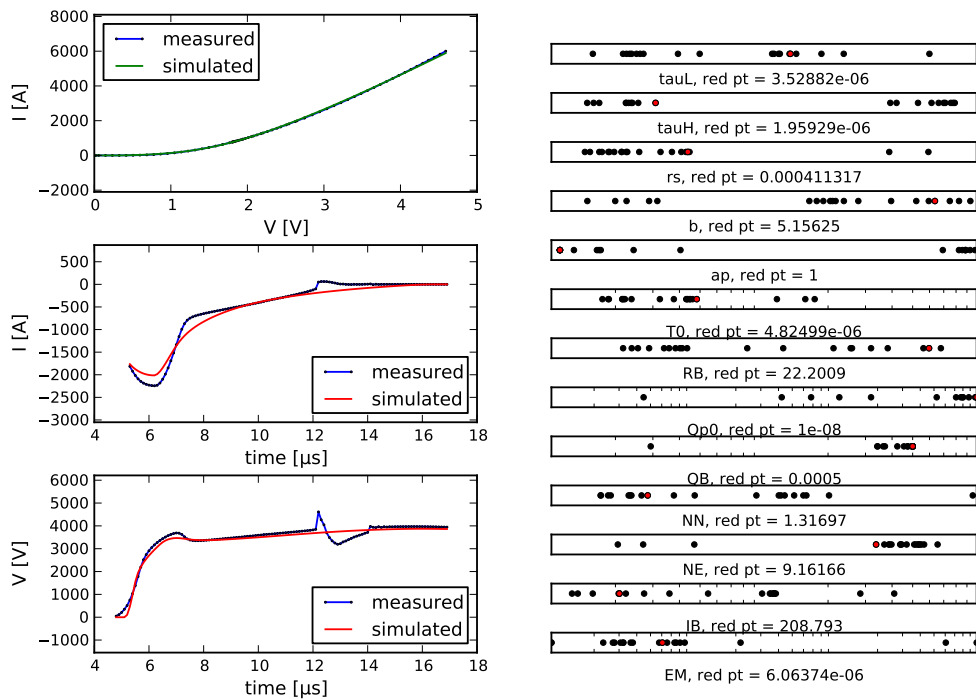 8000
6000
4000
2000
0
−2000
I [A]
measured
simulated
0 1 2 3 4 5
V [V]
500
0
−500
−1000
−1500
−2000
−2500
−3000
I [A]
measured
simulated
4 6 8 10 12 14 16 18
time [µs]
5000
4000
3000
2000
1000
0
−1000
V [V]
measured
simulated
4 6 8 10 12 14 16 18
time [µs]
tauL, red pt = 3.52882e-06
tauH, red pt = 1.95929e-06
rs, red pt = 0.000411317
b, red pt = 5.15625
ap, red pt = 1
T0, red pt = 4.82499e-06
RB, red pt = 22.2009
Qp0, red pt = 1e-08
QB, red pt = 0.0005
NN, red pt = 1.31697
NE, red pt = 9.16166
IB, red pt = 208.793
EM, red pt = 6.06374e-06